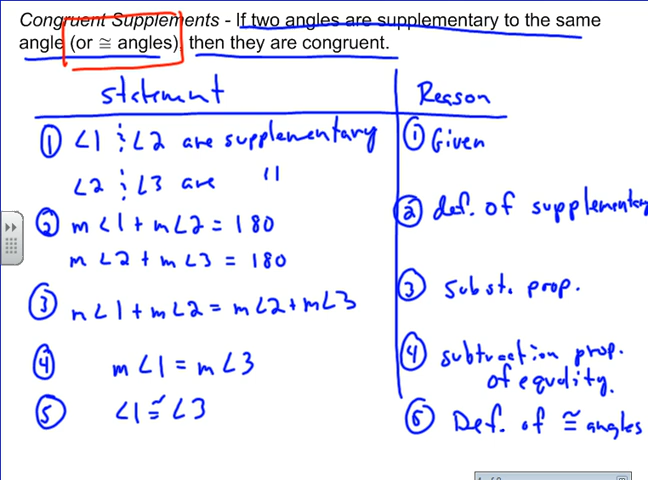 Congruent Supplements - If two angles are supplementary to the same
angle (or ≅ angles), then they are congruent.
statement Reason
① ∠1 & ∠2 are supplementary ① Given
∠2 & ∠3 are "
② m∠1 + m∠2 = 180 ② def. of supplementary
m∠2 + m∠3 = 180
③ m∠1 + m∠2 = m∠2 + m∠3 ③ Subst. prop.
④ m∠1 = m∠3 ④ subtraction prop.
of equality.
⑤ ∠1 ≅ ∠3 ⑤ Def. of ≅ angles